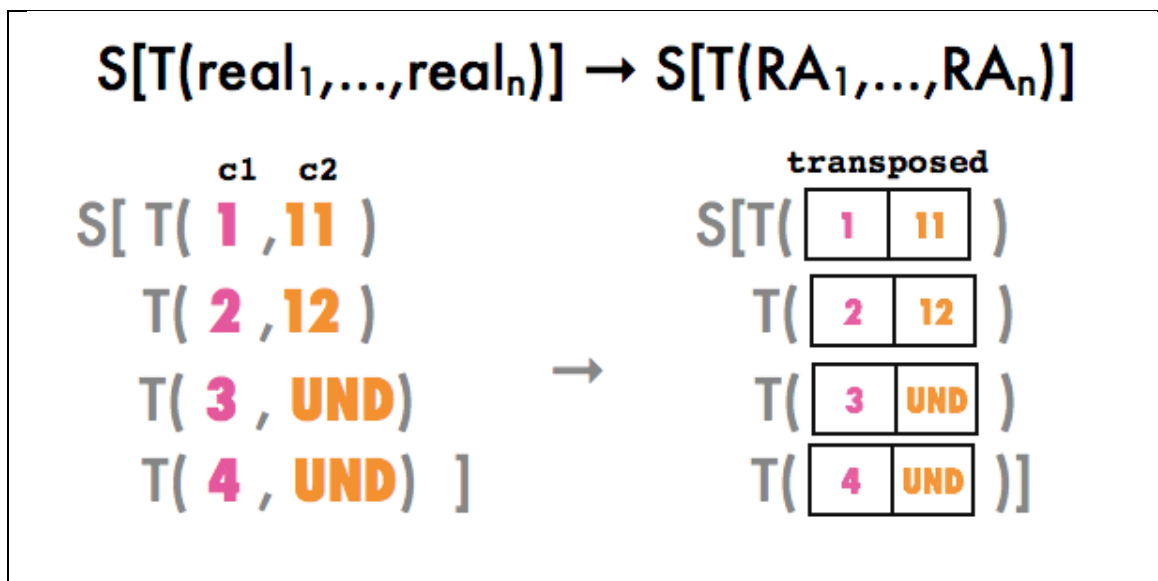 S[T(real₁,...,realₙ)] → S[T(RA₁,...,RAₙ)]
c1 c2 transposed
S[ T( 1 , 11 ) S[T( 1 11 )
T( 2 , 12 ) T( 2 12 )
→
T( 3 , UND) T( 3 UND )
T( 4 , UND) ] T( 4 UND )]